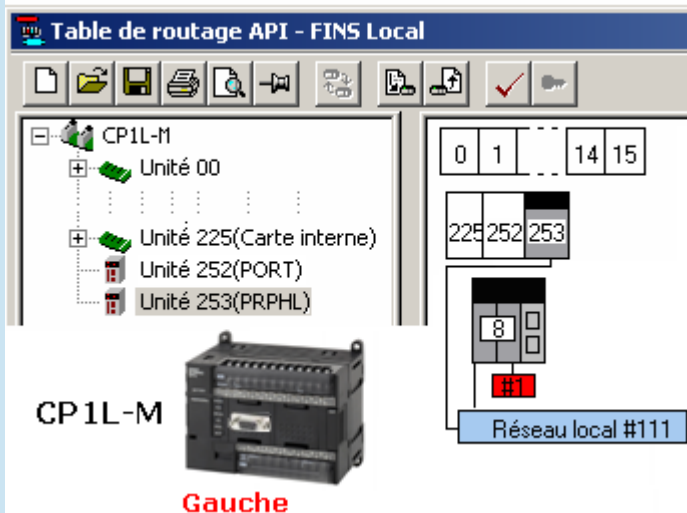 Table de routage API - FINS Local
CP1L-M
Unité 00
Unité 225(Carte interne)
Unité 252(PORT)
Unité 253(PRPHL)
0 1 14 15
225 252 253
8
#1
Réseau local #111
CP1L-M
Gauche